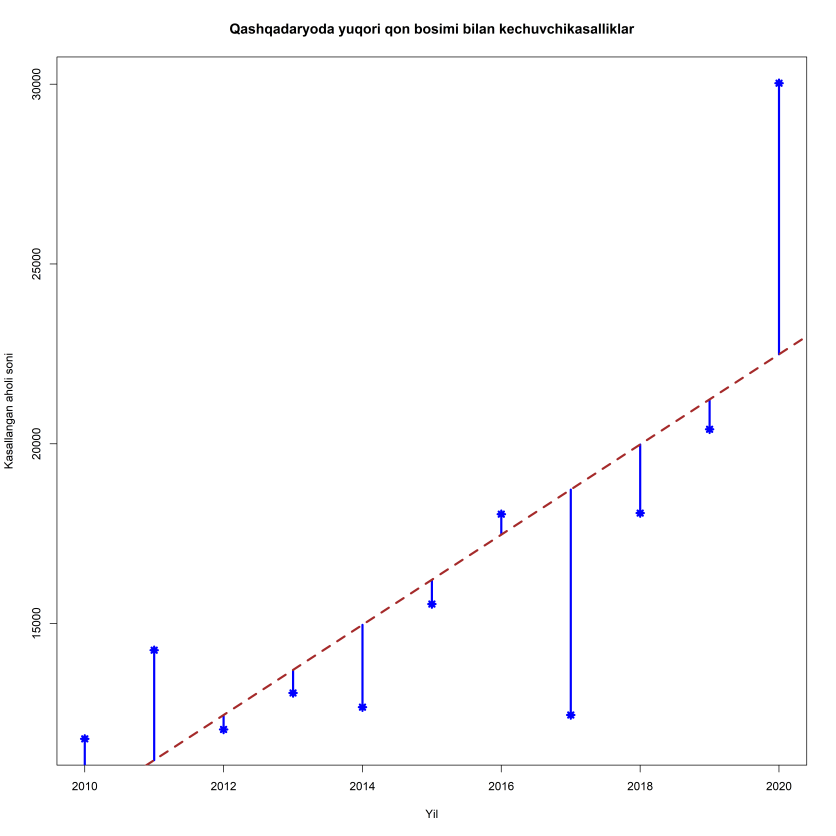 Qashqadaryoda yuqori qon bosimi bilan kechuvchikasalliklar
30000
25000
20000
15000
Kasallangan aholi soni
2010 2012 2014 2016 2018 2020
Yil